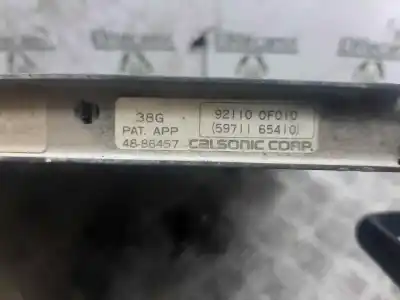 38G
PAT. APP
48-86457
92110 0F010
(59711 65410)
CALSONIC CORP.